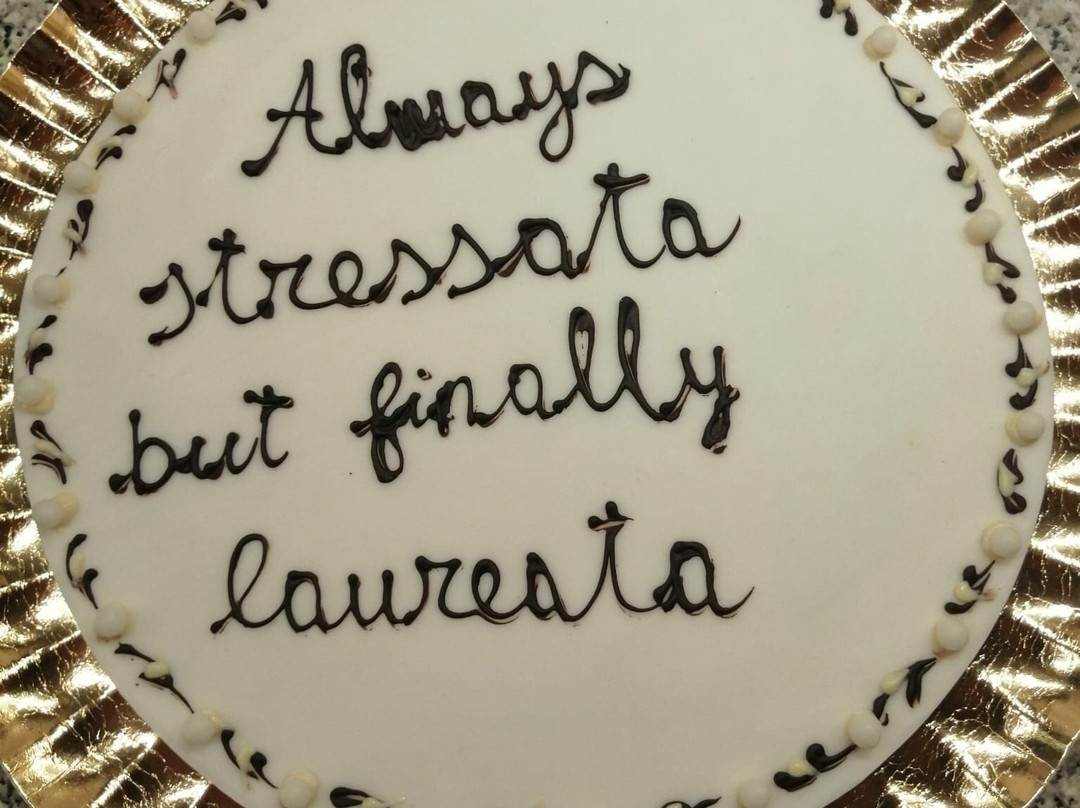 Always
stressata
but finally
laureata